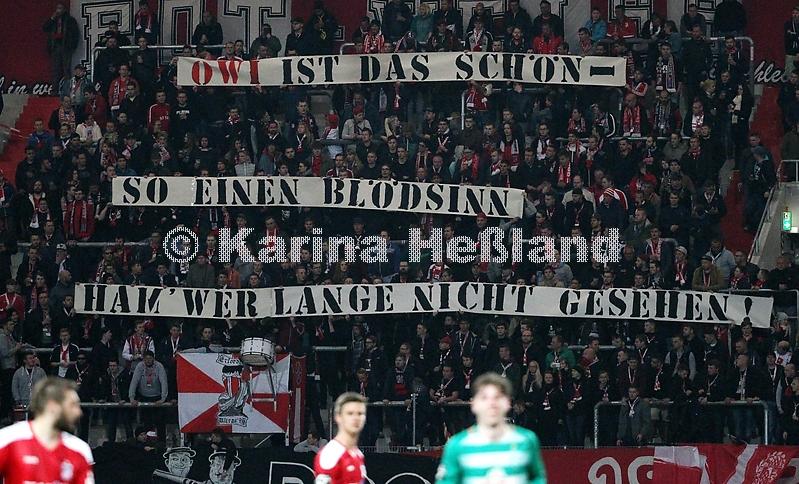 OWI IST DAS SCHÖN-
SO EINEN BLÖDSINN
© Karina Heßland
HAM'WER LANGE NICHT GESEHEN!